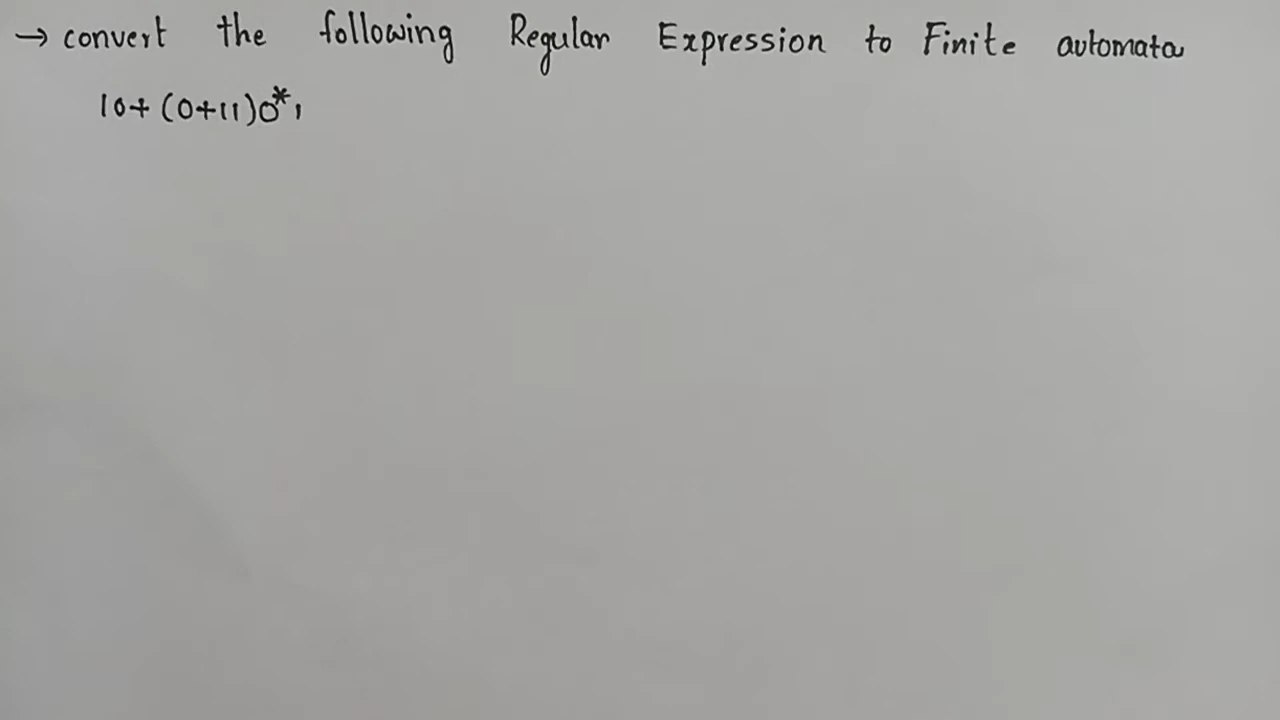 → convert the following Regular Expression to Finite automata
10+(0+11)0*1